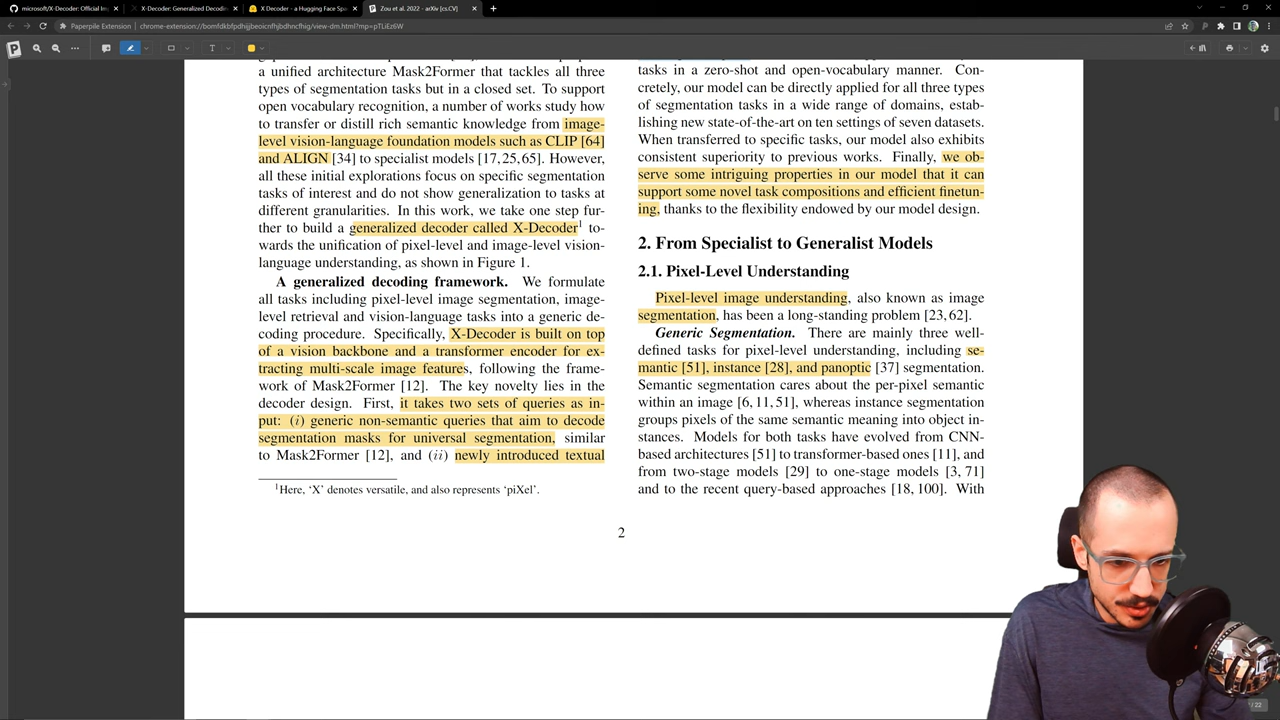 microsoft/X-Decoder: Official Im
X-Decoder: Generalized Decodin
X Decoder - a Hugging Face Spa
Zou et al. 2022 - arXiv [cs.CV]
Paperpile Extension
a unified architecture Mask2Former that tackles all three
types of segmentation tasks but in a closed set. To support
open vocabulary recognition, a number of works study how
to transfer or distill rich semantic knowledge from image-
level vision-language foundation models such as CLIP [64]
and ALIGN [34] to specialist models [17,25,65]. However,
all these initial explorations focus on specific segmentation
tasks of interest and do not show generalization to tasks at
different granularities. In this work, we take one step fur-
ther to build a generalized decoder called X-Decoder1 to-
wards the unification of pixel-level and image-level vision-
language understanding, as shown in Figure 1.
A generalized decoding framework. We formulate
all tasks including pixel-level image segmentation, image-
level retrieval and vision-language tasks into a generic de-
coding procedure. Specifically, X-Decoder is built on top
of a vision backbone and a transformer encoder for ex-
tracting multi-scale image features, following the frame-
work of Mask2Former [12]. The key novelty lies in the
decoder design. First, it takes two sets of queries as in-
put: (i) generic non-semantic queries that aim to decode
segmentation masks for universal segmentation, similar
to Mask2Former [12], and (ii) newly introduced textual
1Here, ‘X’ denotes versatile, and also represents ‘piXel’.
tasks in a zero-shot and open-vocabulary manner. Con-
cretely, our model can be directly applied for all three types
of segmentation tasks in a wide range of domains, estab-
lishing new state-of-the-art on ten settings of seven datasets.
When transferred to specific tasks, our model also exhibits
consistent superiority to previous works. Finally, we ob-
serve some intriguing properties in our model that it can
support some novel task compositions and efficient finetun-
ing, thanks to the flexibility endowed by our model design.
2. From Specialist to Generalist Models
2.1. Pixel-Level Understanding
Pixel-level image understanding, also known as image
segmentation, has been a long-standing problem [23,62].
Generic Segmentation. There are mainly three well-
defined tasks for pixel-level understanding, including se-
mantic [51], instance [28], and panoptic [37] segmentation.
Semantic segmentation cares about the per-pixel semantic
within an image [6,11,51], whereas instance segmentation
groups pixels of the same semantic meaning into object in-
stances. Models for both tasks have evolved from CNN-
based architectures [51] to transformer-based ones [11], and
from two-stage models [29] to one-stage models [3,71]
and to the recent query-based approaches [18,100]. With
2
/ 22